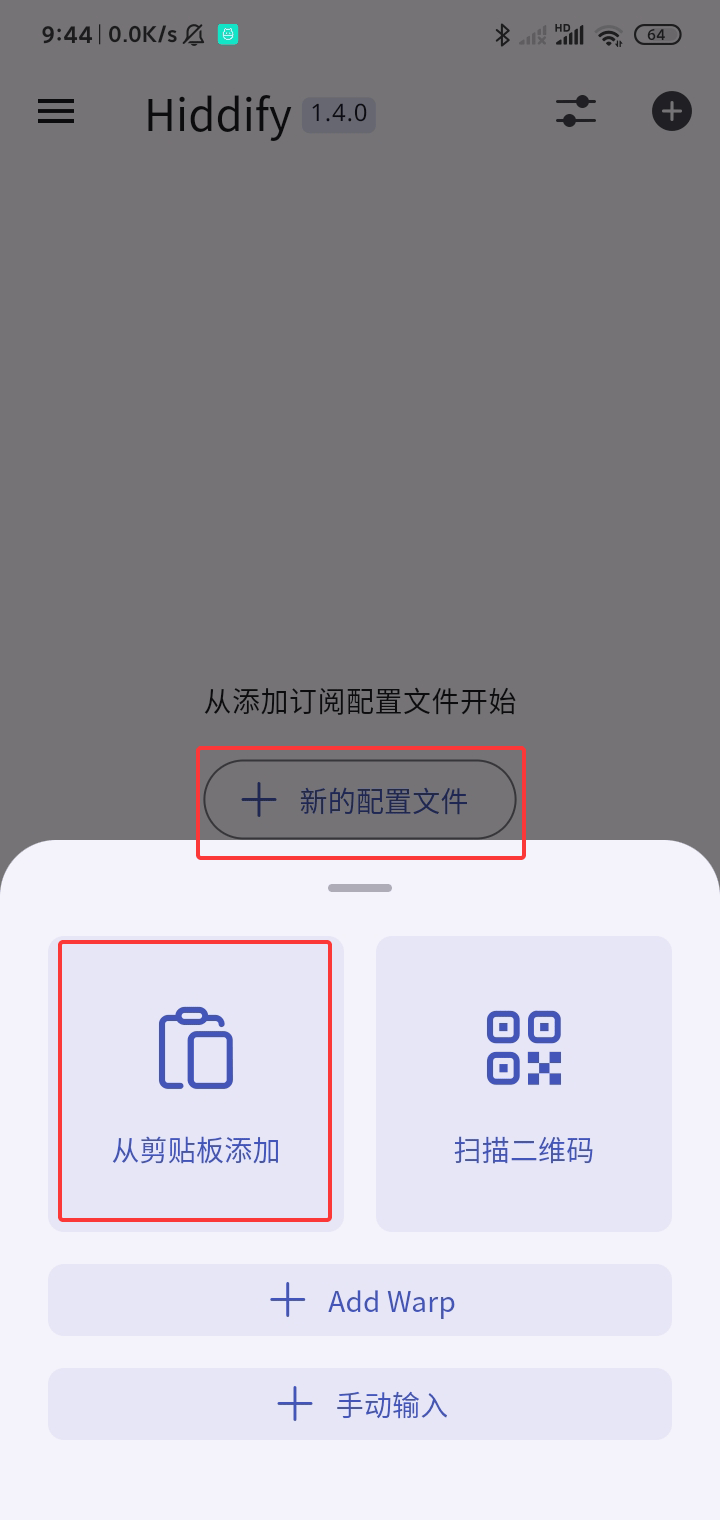 9:44 | 0.0K/s HD 64
Hiddify 1.4.0
从添加订阅配置文件开始
新的配置文件
从剪贴板添加 扫描二维码
Add Warp
手动输入